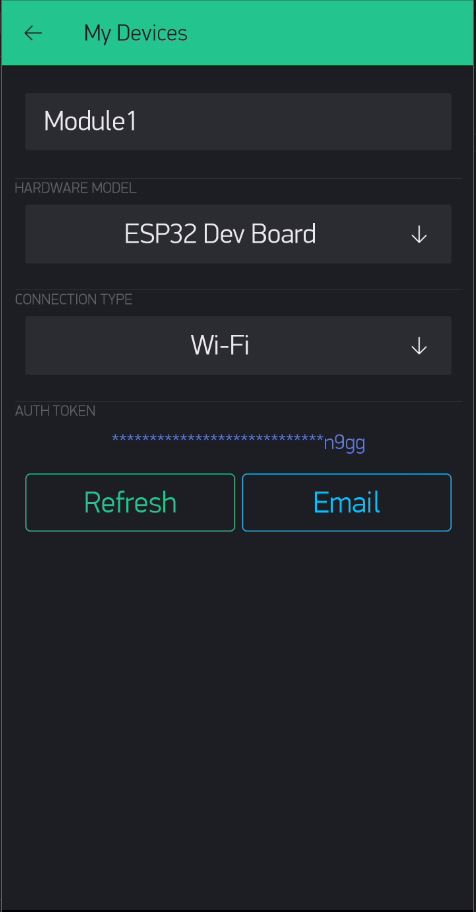 My Devices
Module1
HARDWARE MODEL
ESP32 Dev Board
CONNECTION TYPE
Wi-Fi
AUTH TOKEN
****************************n9gg
Refresh Email